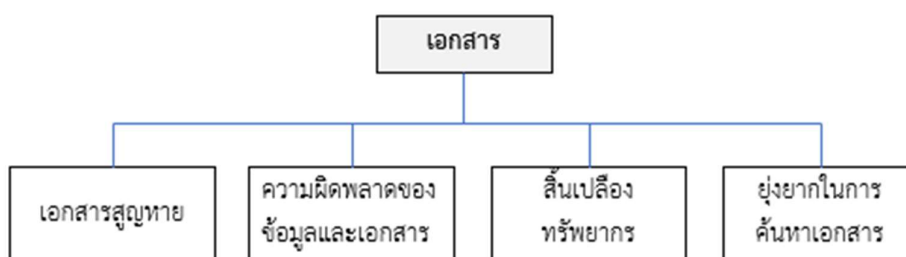 เอกสาร
เอกสารสูญหาย
ความผิดพลาดของ
ข้อมูลและเอกสาร
สิ้นเปลือง
ทรัพยากร
ยุ่งยากในการ
ค้นหาเอกสาร